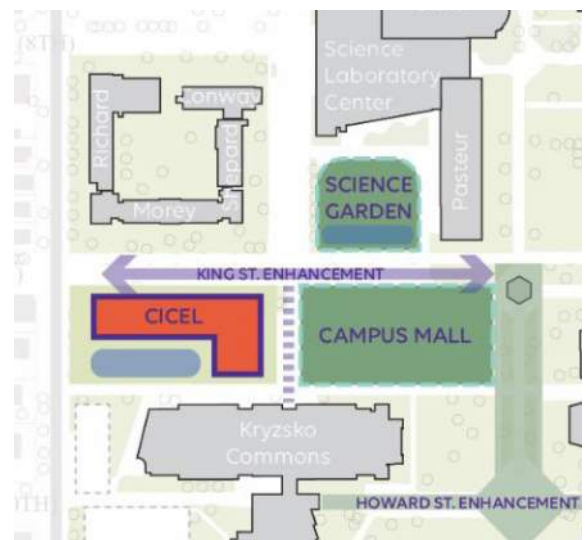 (8TH)
Science
Laboratory
Center
Conway
Richard
Shepard
Pasteur
Morey
SCIENCE
GARDEN
KING ST. ENHANCEMENT
CICEL
CAMPUS MALL
Kryzsko
Commons
HOWARD ST. ENHANCEMENT